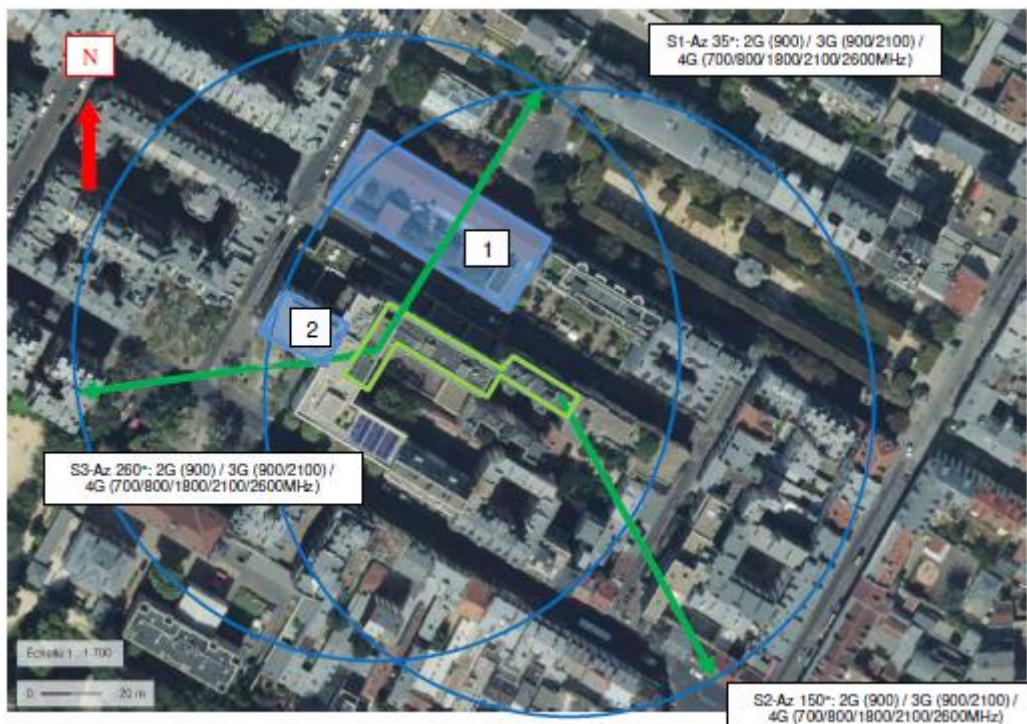 N
S1-Az 35°: 2G (900) / 3G (900/2100) /
4G (700/800/1800/2100/2600MHz)
1
2
S3-Az 260°: 2G (900) / 3G (900/2100) /
4G (700/800/1800/2100/2600MHz)
Échelle 1 : 1 700
0 20 m
S2-Az 150°: 2G (900) / 3G (900/2100) /
4G (700/800/1800/2100/2600MHz)